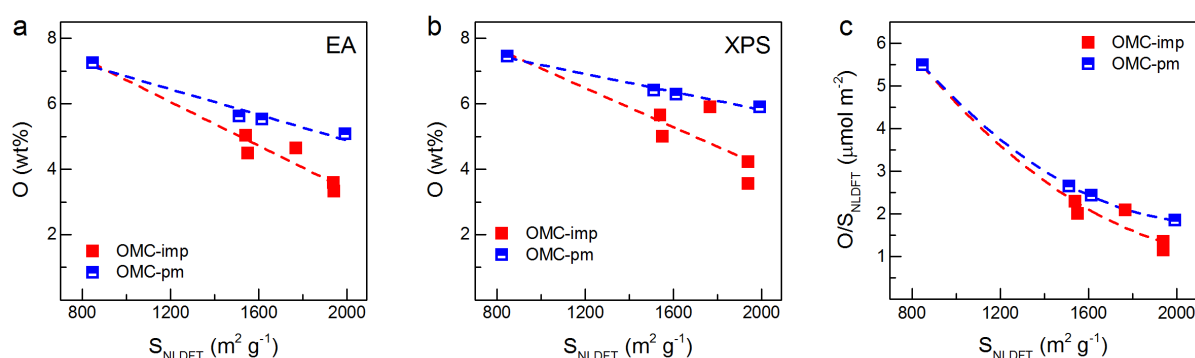 a
EA
O (wt%)
8
6
4
2
OMC-imp
OMC-pm
800
1200
1600
2000
S_NLDFT (m² g⁻¹)
b
XPS
O (wt%)
8
6
4
2
OMC-imp
OMC-pm
800
1200
1600
2000
S_NLDFT (m² g⁻¹)
c
OMC-imp
OMC-pm
O/S_NLDFT (μmol m⁻²)
6
5
4
3
2
1
800
1200
1600
2000
S_NLDFT (m² g⁻¹)